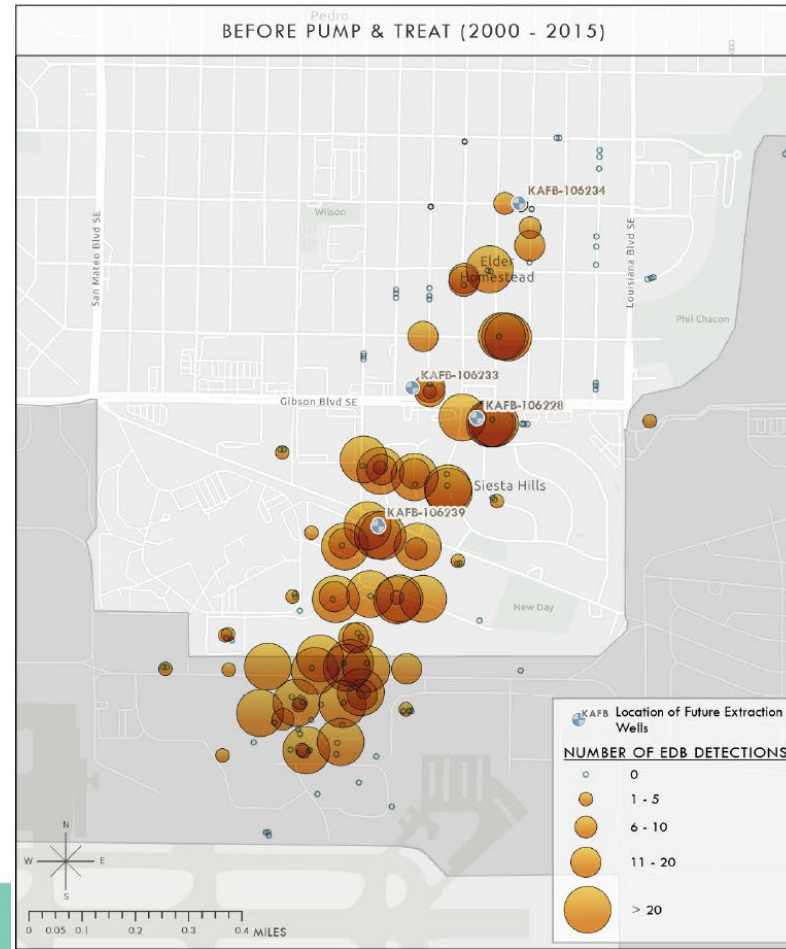 Pedro
BEFORE PUMP & TREAT (2000 - 2015)
KAFB-106234
Wilson
San Mateo Blvd SE
Louisiana Blvd SE
Elder
Homestead
Phil Chacon
KAFB-106233
Gibson Blvd SE
KAFB-106228
Siesta Hills
KAFB-106239
New Day
KAFB Location of Future Extraction
Wells
NUMBER OF EDB DETECTIONS
0
1 - 5
6 - 10
11 - 20
> 20
N
W E
S
0 0.05 0.1 0.2 0.3 0.4 MILES